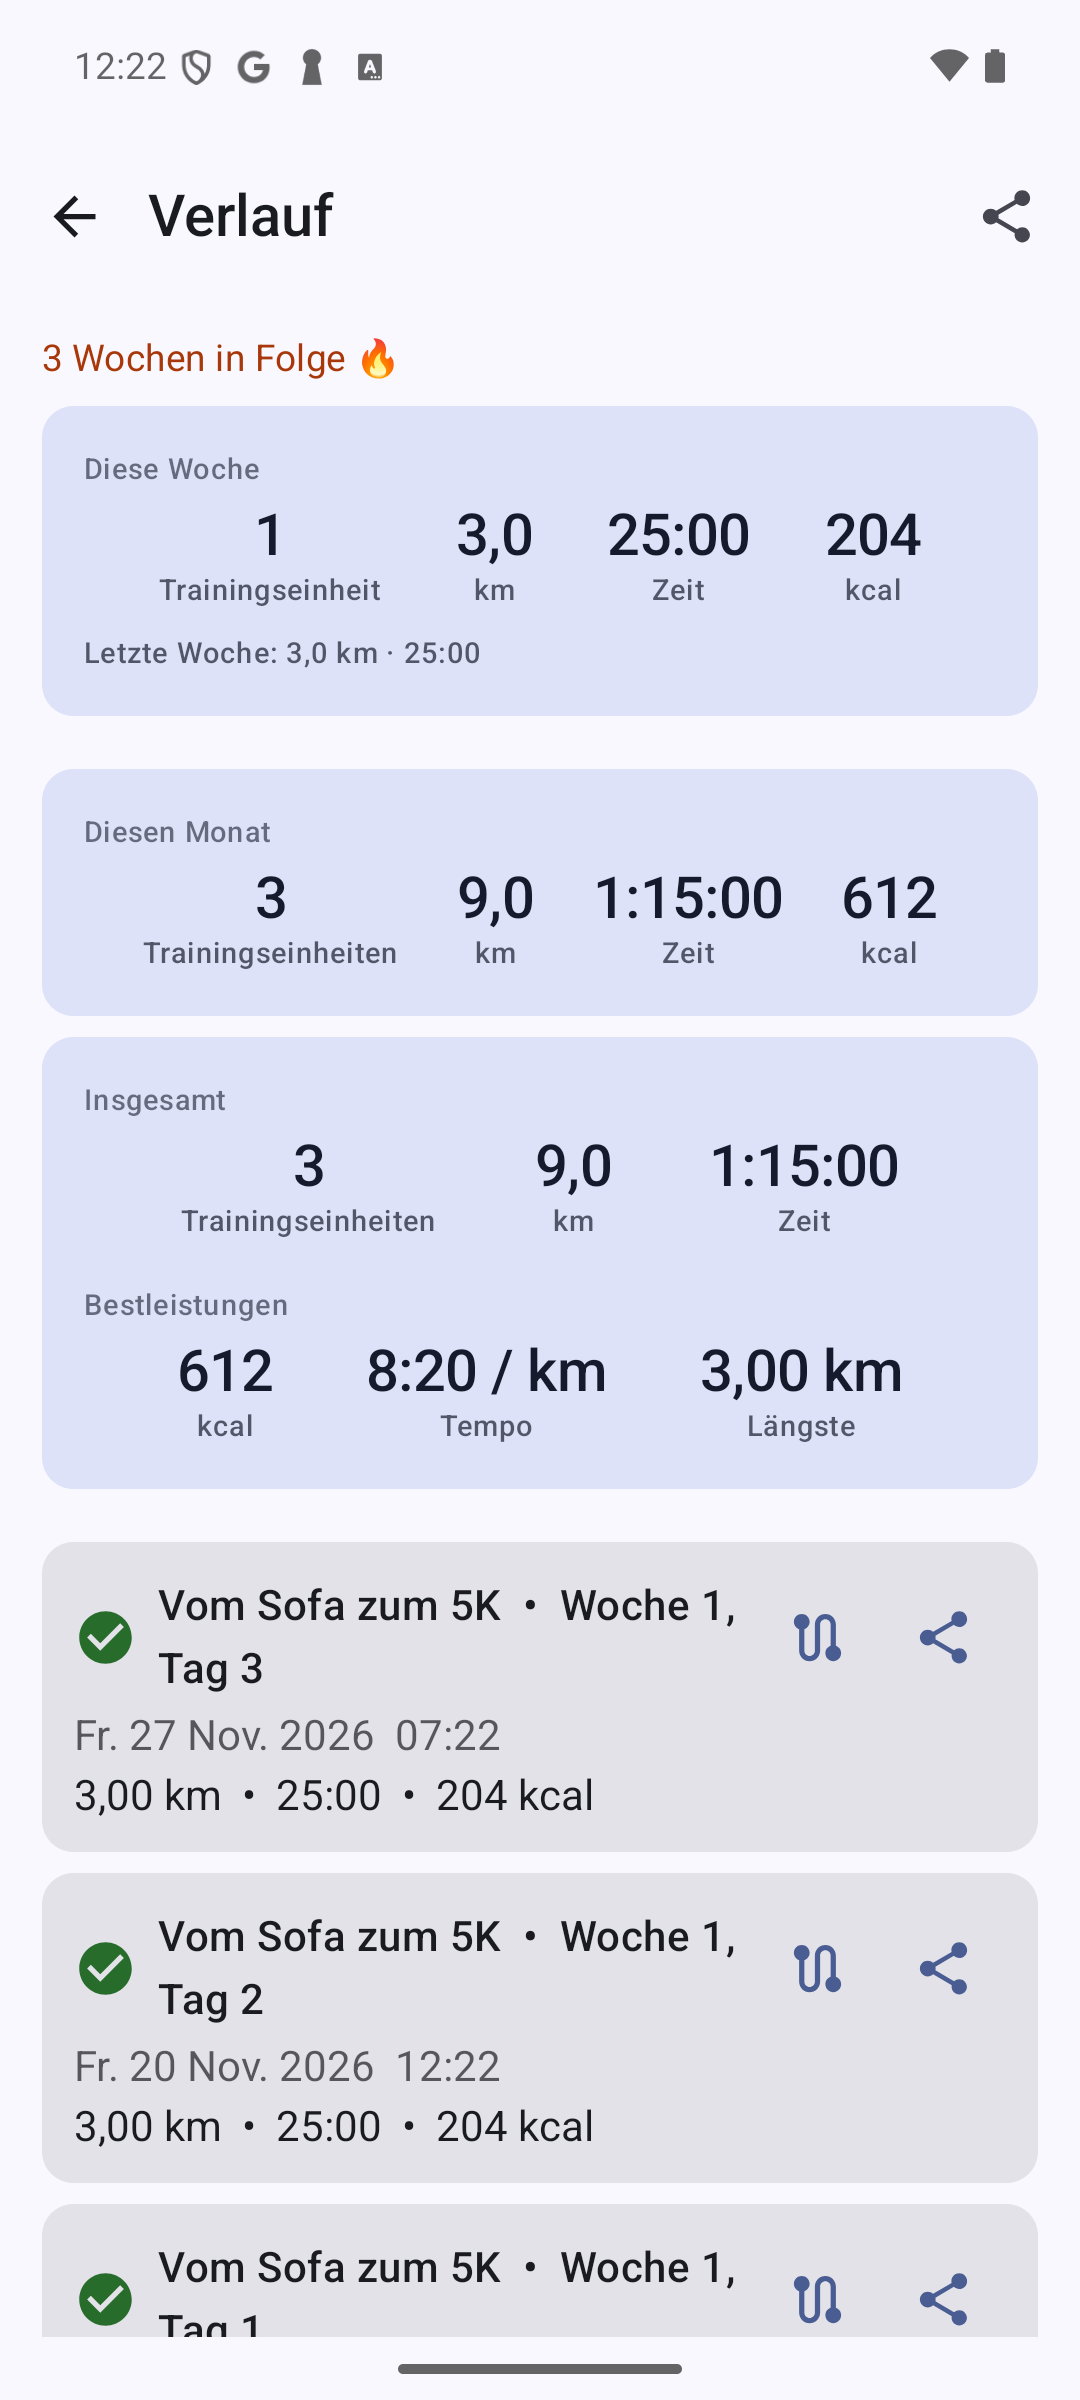 12:22
Verlauf
3 Wochen in Folge 🔥
Diese Woche
1 3,0 25:00 204
Trainingseinheit km Zeit kcal
Letzte Woche: 3,0 km · 25:00
Diesen Monat
3 9,0 1:15:00 612
Trainingseinheiten km Zeit kcal
Insgesamt
3 9,0 1:15:00
Trainingseinheiten km Zeit
Bestleistungen
612 8:20 / km 3,00 km
kcal Tempo Längste
Vom Sofa zum 5K • Woche 1,
Tag 3
Fr. 27 Nov. 2026 07:22
3,00 km • 25:00 • 204 kcal
Vom Sofa zum 5K • Woche 1,
Tag 2
Fr. 20 Nov. 2026 12:22
3,00 km • 25:00 • 204 kcal
Vom Sofa zum 5K • Woche 1,
Tag 1